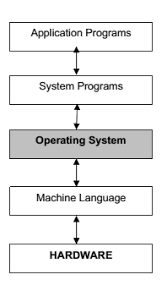 Application Programs
System Programs
Operating System
Machine Language
HARDWARE